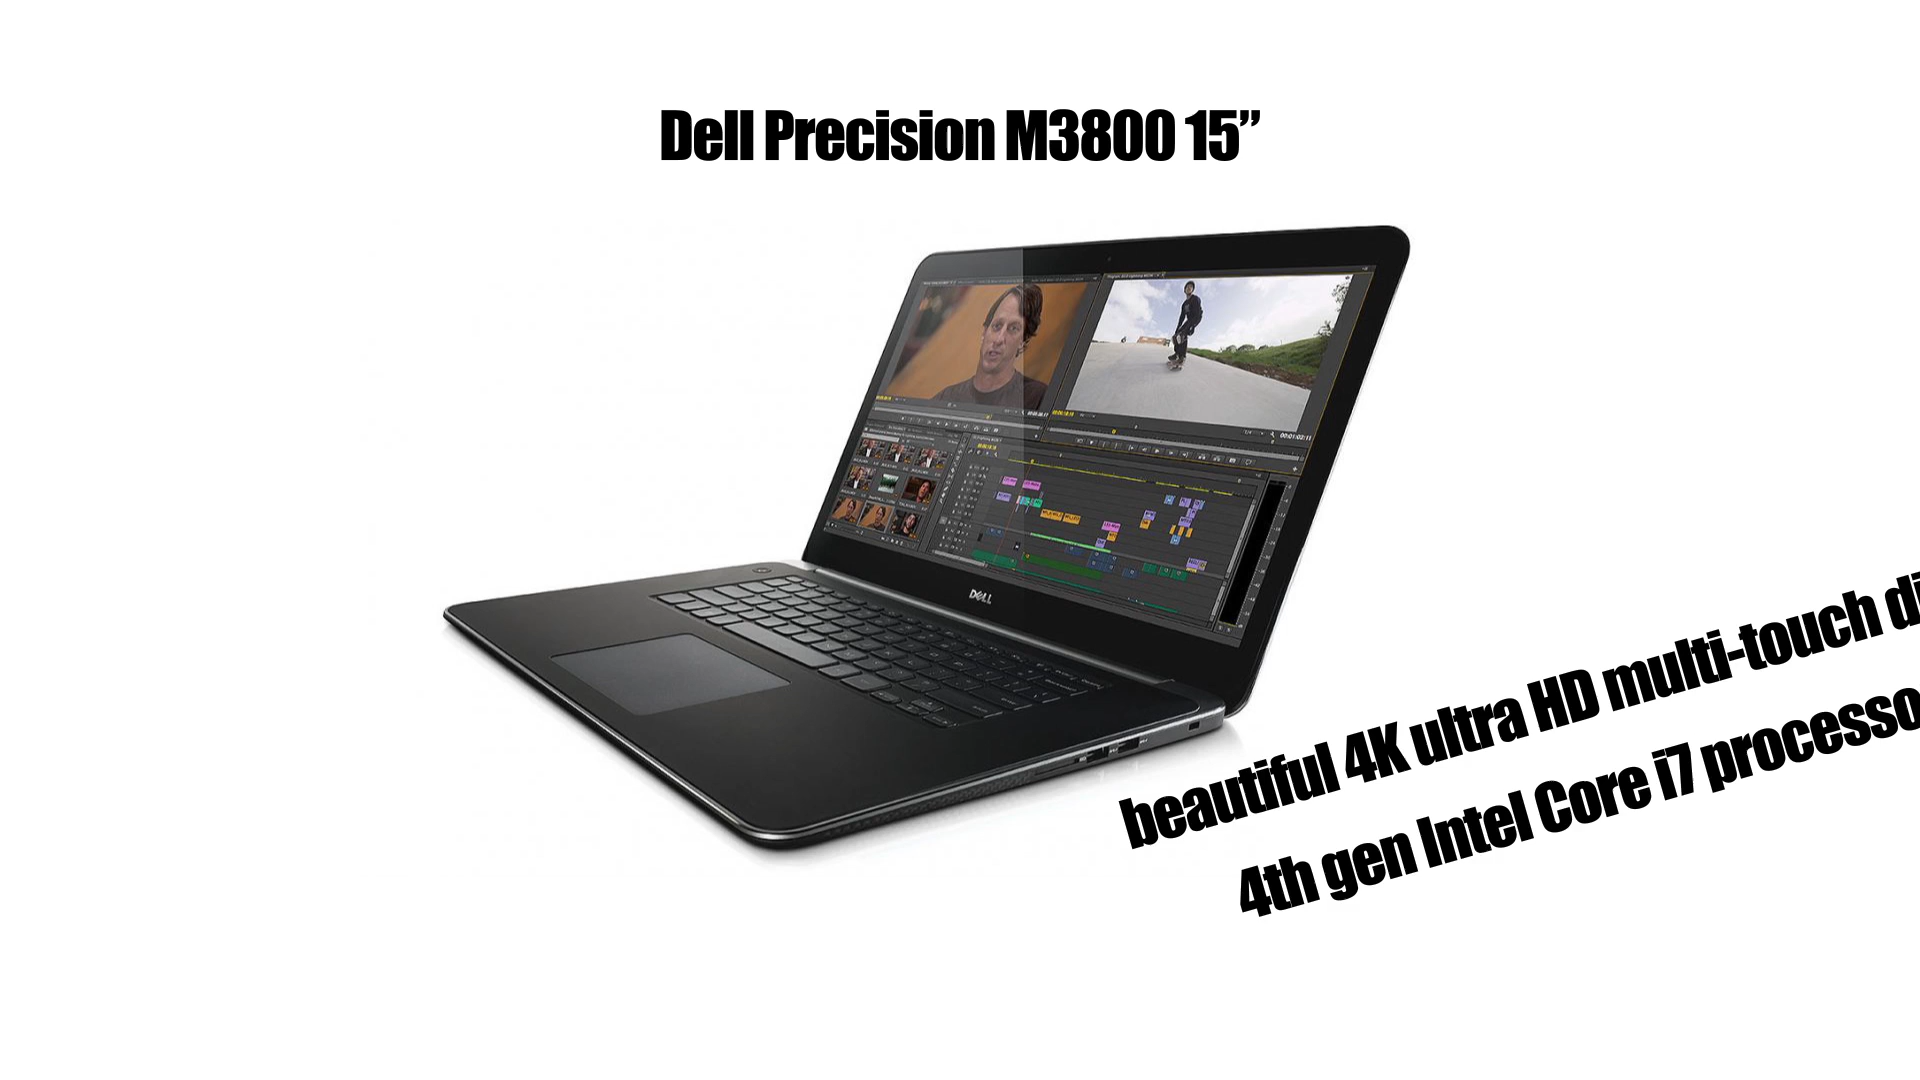 Dell Precision M3800 15”
DELL
beautiful 4K ultra HD multi-touch di
4th gen Intel Core i7 processo